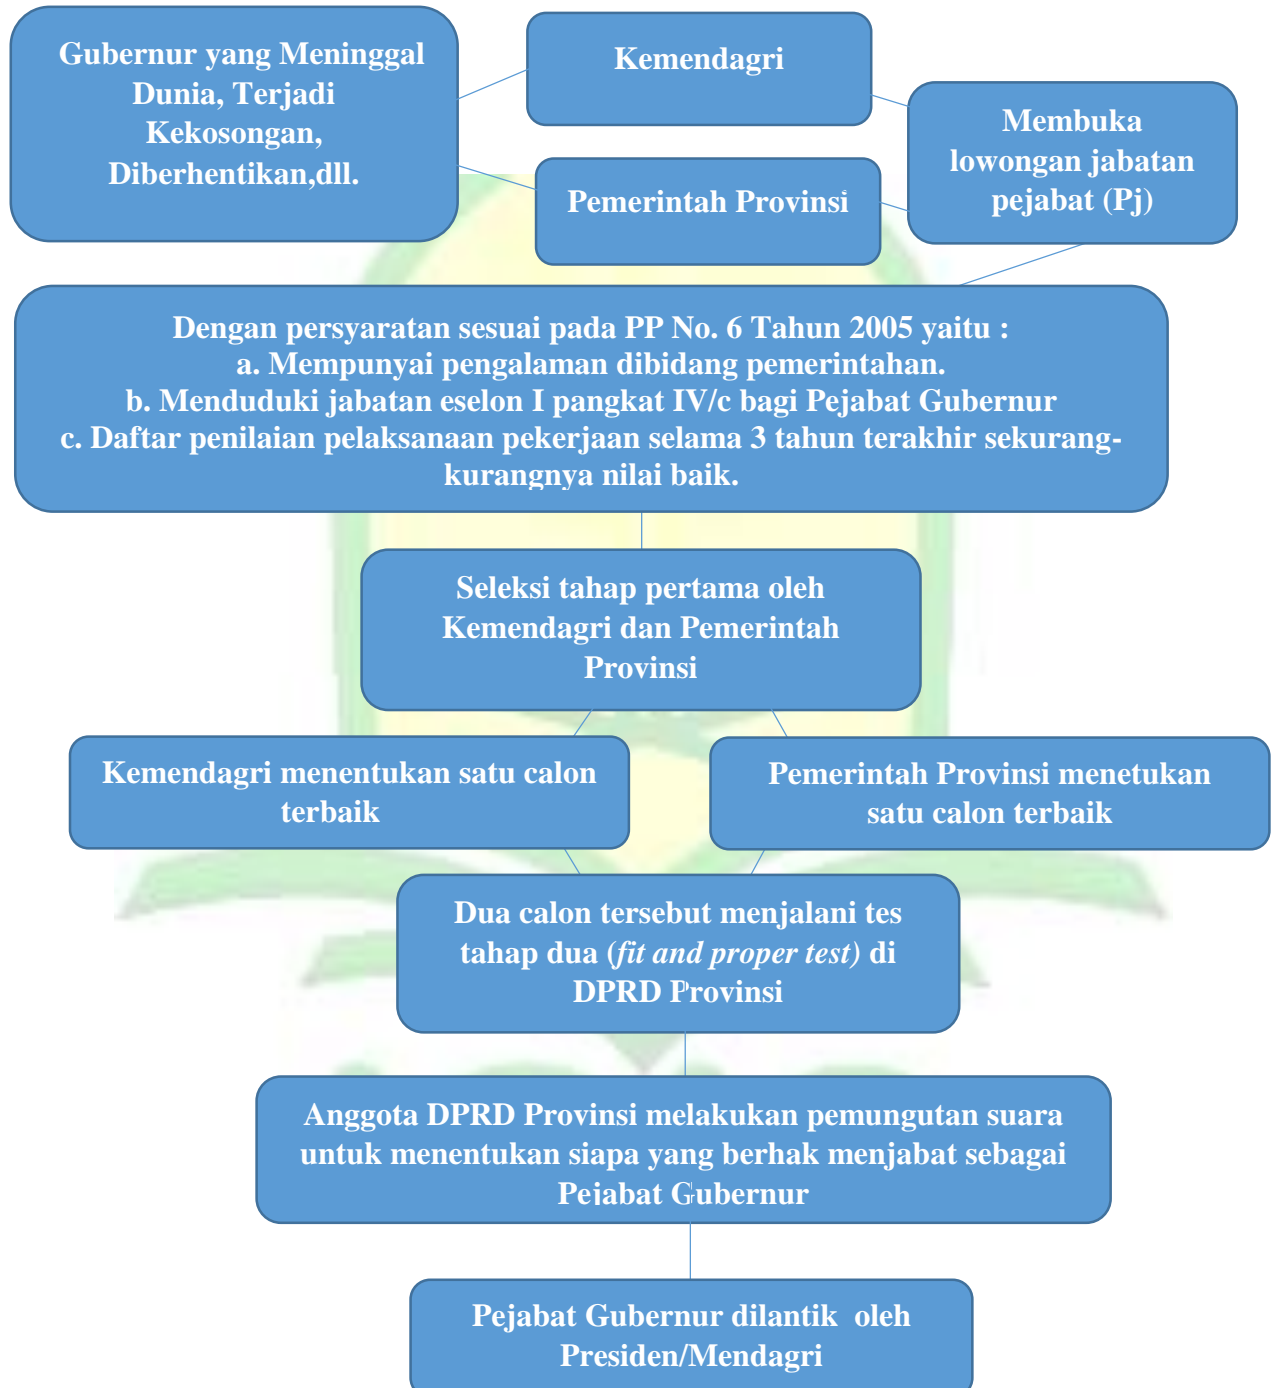 Gubernur yang Meninggal
Dunia, Terjadi
Kekosongan,
Diberhentikan,dll.
Kemendagri
Pemerintah Provinsi
Membuka
lowongan jabatan
pejabat (Pj)
Dengan persyaratan sesuai pada PP No. 6 Tahun 2005 yaitu :
a. Mempunyai pengalaman dibidang pemerintahan.
b. Menduduki jabatan eselon I pangkat IV/c bagi Pejabat Gubernur
c. Daftar penilaian pelaksanaan pekerjaan selama 3 tahun terakhir sekurang-
kurangnya nilai baik.
Seleksi tahap pertama oleh
Kemendagri dan Pemerintah
Provinsi
Kemendagri menentukan satu calon
terbaik
Pemerintah Provinsi menetukan
satu calon terbaik
Dua calon tersebut menjalani tes
tahap dua (fit and proper test) di
DPRD Provinsi
Anggota DPRD Provinsi melakukan pemungutan suara
untuk menentukan siapa yang berhak menjabat sebagai
Pejabat Gubernur
Pejabat Gubernur dilantik oleh
Presiden/Mendagri